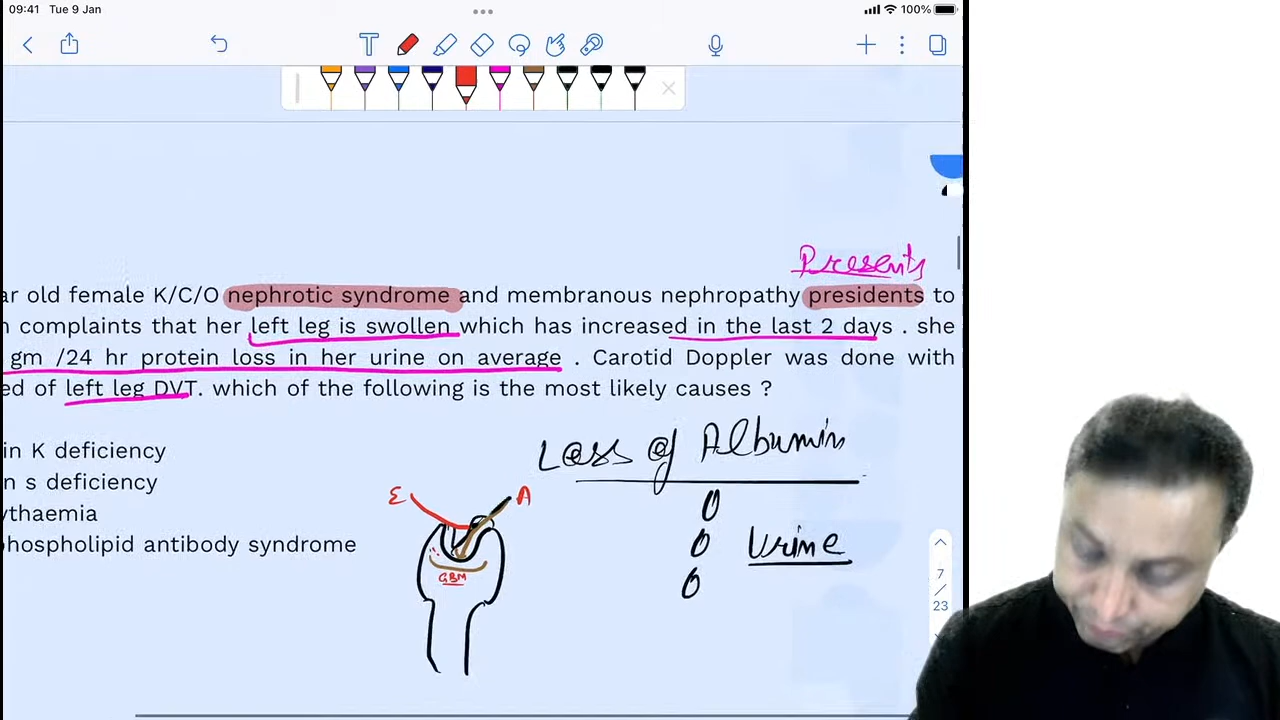 09:41 Tue 9 Jan
100%
T
Presents
ar old female K/C/O nephrotic syndrome and membranous nephropathy presidents to
n complaints that her left leg is swollen which has increased in the last 2 days . she
gm /24 hr protein loss in her urine on average . Carotid Doppler was done with
ed of left leg DVT. which of the following is the most likely causes ?
in K deficiency
n s deficiency
ythaemia
hospholipid antibody syndrome
Loss of Albumin
E
A
GBM
Urine
7
/
23